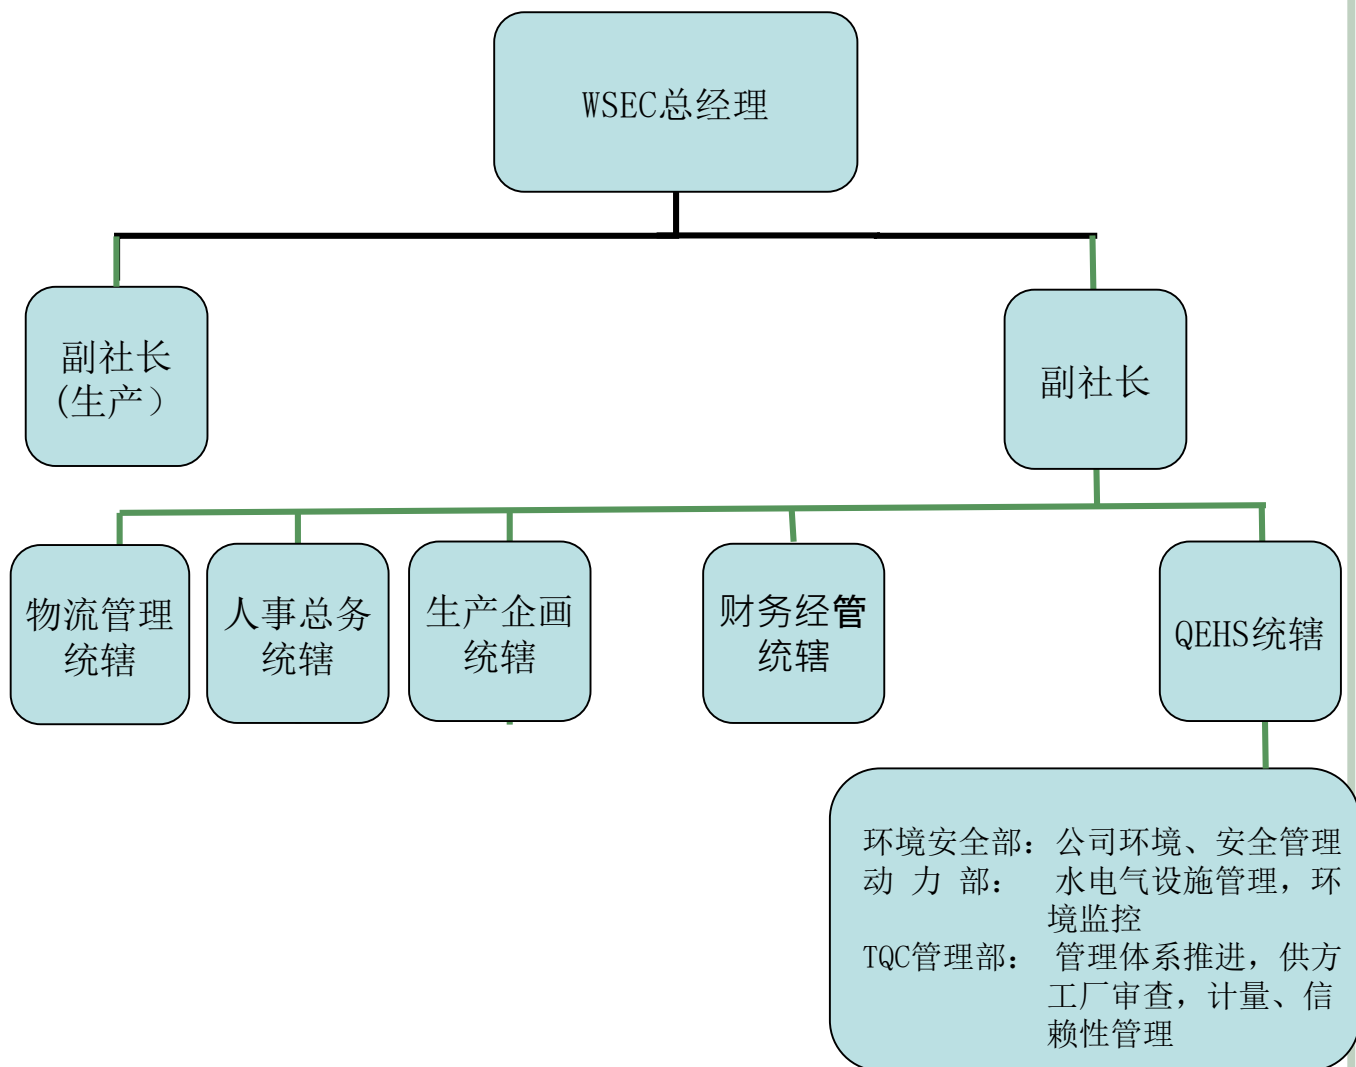 WSEC总经理
副社长
(生产）
副社长
物流管理
统辖
人事总务
统辖
生产企画
统辖
财务经管
统辖
QEHS统辖
环境安全部：公司环境、安全管理
动 力 部： 水电气设施管理，环
境监控
TQC管理部： 管理体系推进，供方
工厂审查，计量、信
赖性管理